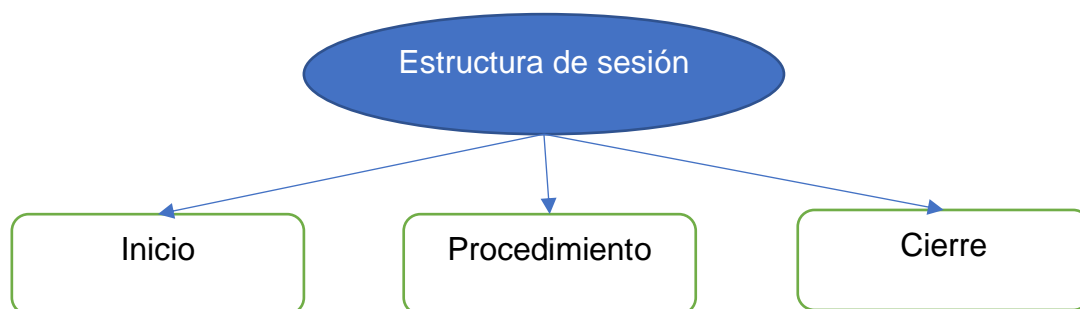 Estructura de sesión
Inicio
Procedimiento
Cierre